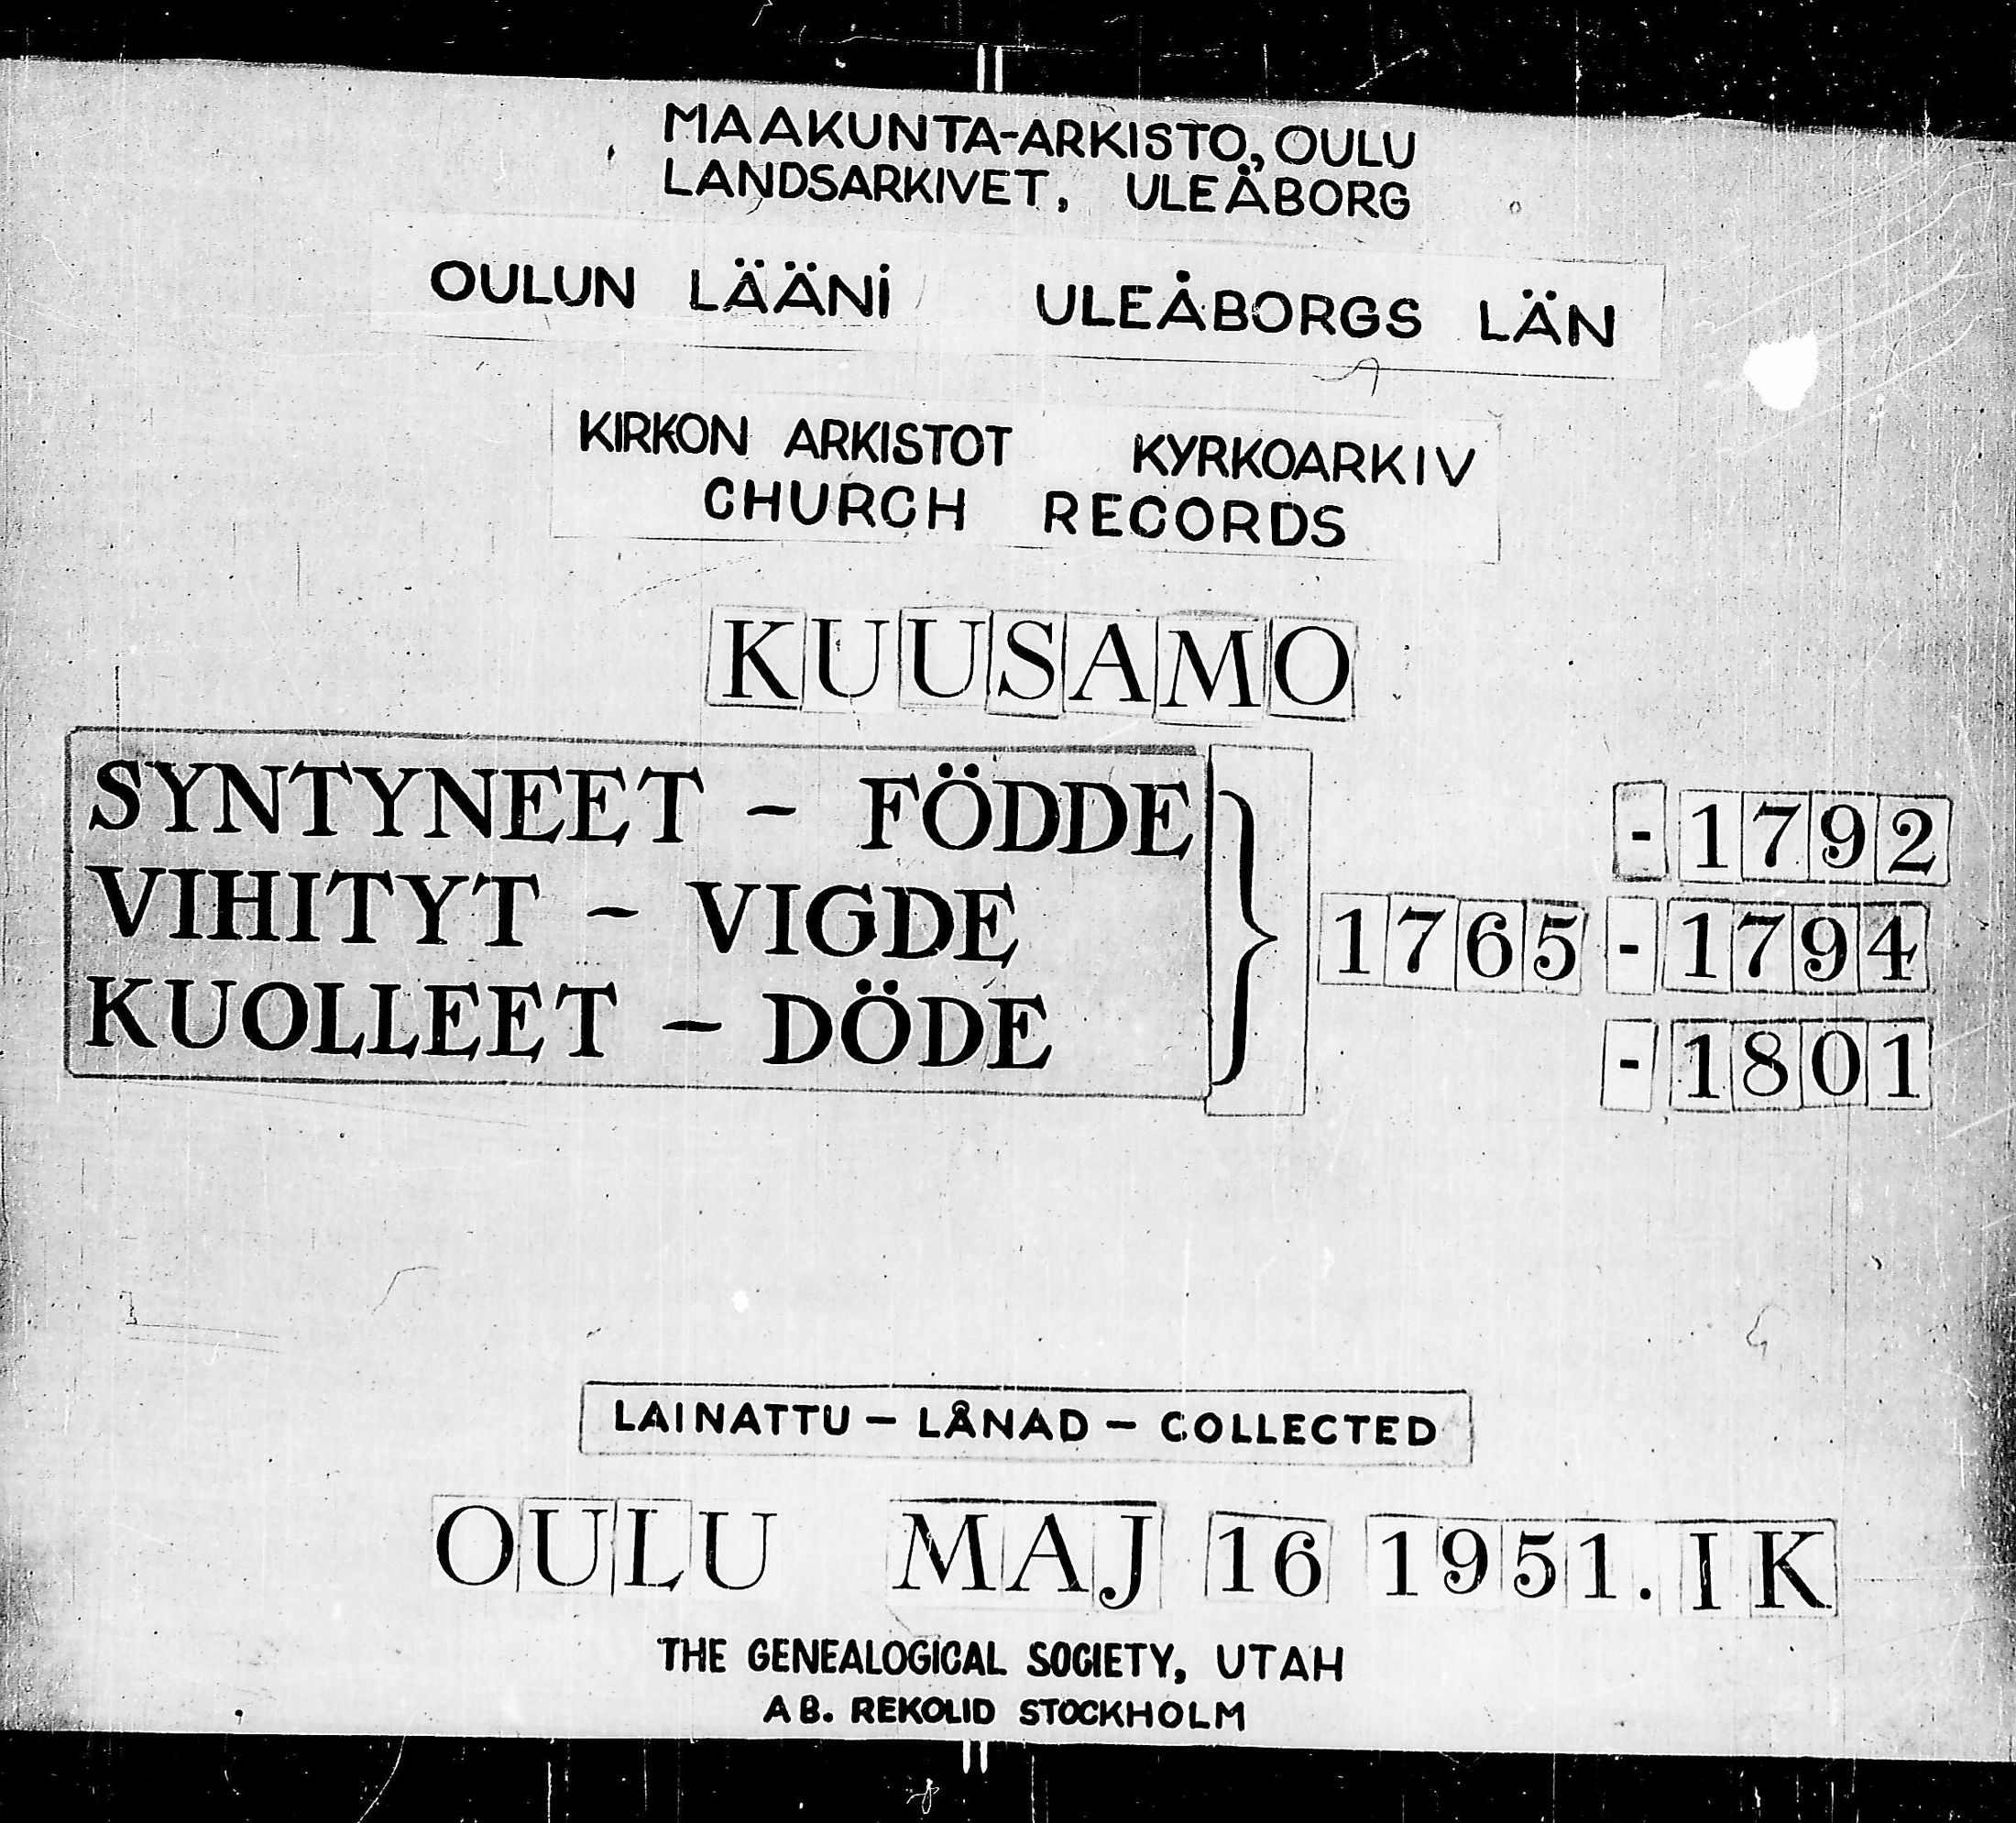 MAAKUNTA-ARKISTO, OULU
LANDSARKIVET, ULEÅBORG
OULUN LÄÄNI ULEÅBORGS LÄN
KIRKON ARKISTOT KYRKOARKIV
CHURCH RECORDS
KUUSAMO
SYNTYNEET - FÖDDE - 1792
VIHITYT - VIGDE } 1765 - 1794
KUOLLEET - DÖDE - 1801
LAINATTU - LÅNAD - COLLECTED
OULU MAJ 16 1951. IK
THE GENEALOGICAL SOCIETY, UTAH
AB. REKOLID STOCKHOLM